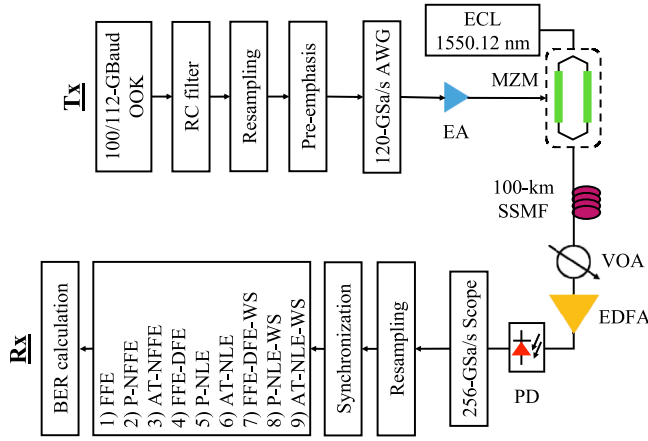 Tx
100/112-GBaud
OOK
RC filter
Resampling
Pre-emphasis
120-GSa/s AWG
EA
ECL
1550.12 nm
MZM
100-km
SSMF
VOA
EDFA
PD
256-GSa/s Scope
Resampling
Synchronization
1) FFE
2) P-NFFE
3) AT-NFFE
4) FFE-DFE
5) P-NLE
6) AT-NLE
7) FFE-DFE-WS
8) P-NLE-WS
9) AT-NLE-WS
BER calculation
Rx